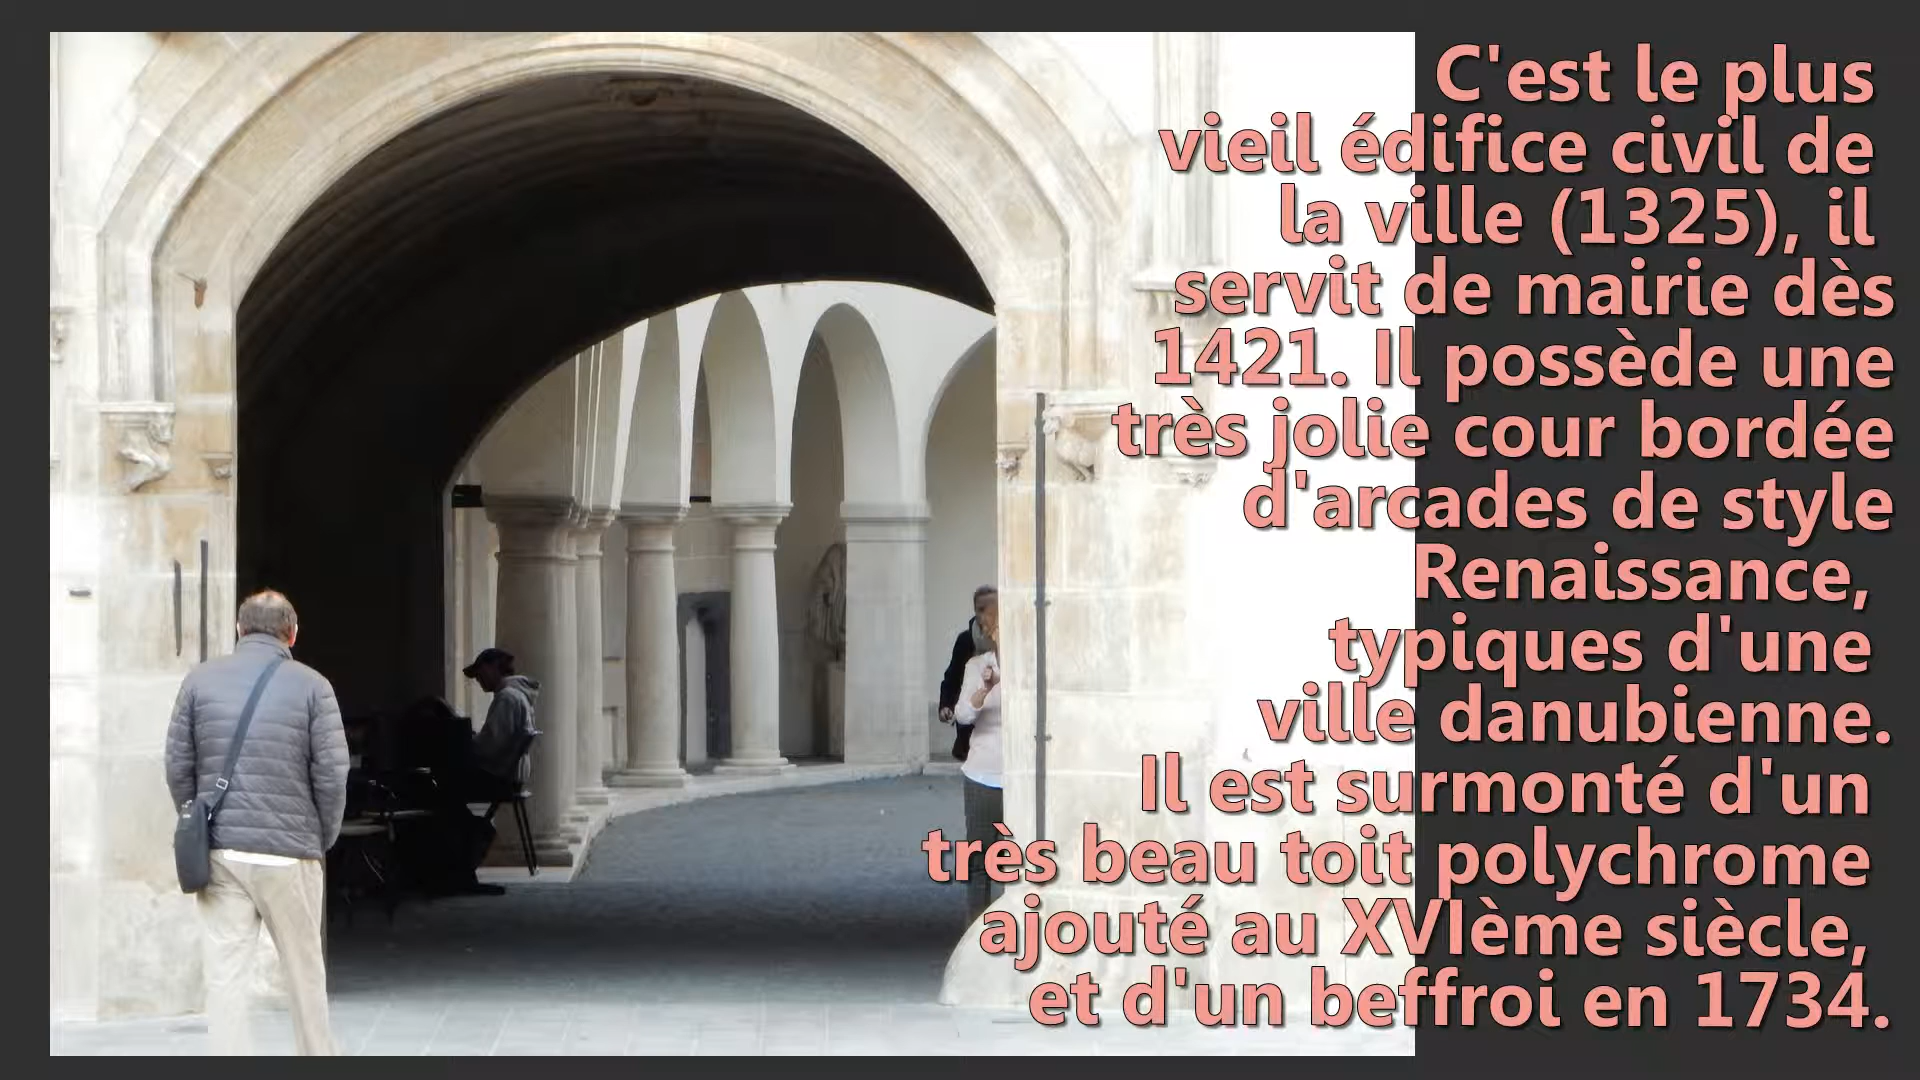 C'est le plus
vieil édifice civil de
la ville (1325), il
servit de mairie dès
1421. Il possède une
très jolie cour bordée
d'arcades de style
Renaissance,
typiques d'une
ville danubienne.
Il est surmonté d'un
très beau toit polychrome
ajouté au XVIème siècle,
et d'un beffroi en 1734.